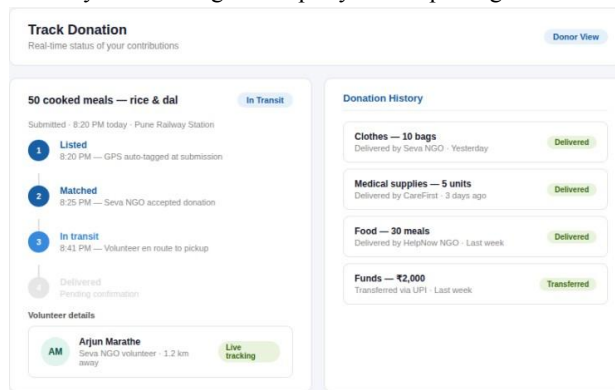 Track Donation
Real-time status of your contributions
Donor View
50 cooked meals — rice & dal
In Transit
Submitted · 8:20 PM today · Pune Railway Station
1
Listed
8:20 PM — GPS auto-tagged at submission
2
Matched
8:25 PM — Seva NGO accepted donation
3
In transit
8:41 PM — Volunteer en route to pickup
4
Delivered
Pending confirmation
Volunteer details
AM
Arjun Marathe
Seva NGO volunteer · 1.2 km
away
Live
tracking
Donation History
Clothes — 10 bags
Delivered by Seva NGO · Yesterday
Delivered
Medical supplies — 5 units
Delivered by CareFirst · 3 days ago
Delivered
Food — 30 meals
Delivered by HelpNow NGO · Last week
Delivered
Funds — ₹2,000
Transferred via UPI · Last week
Transferred